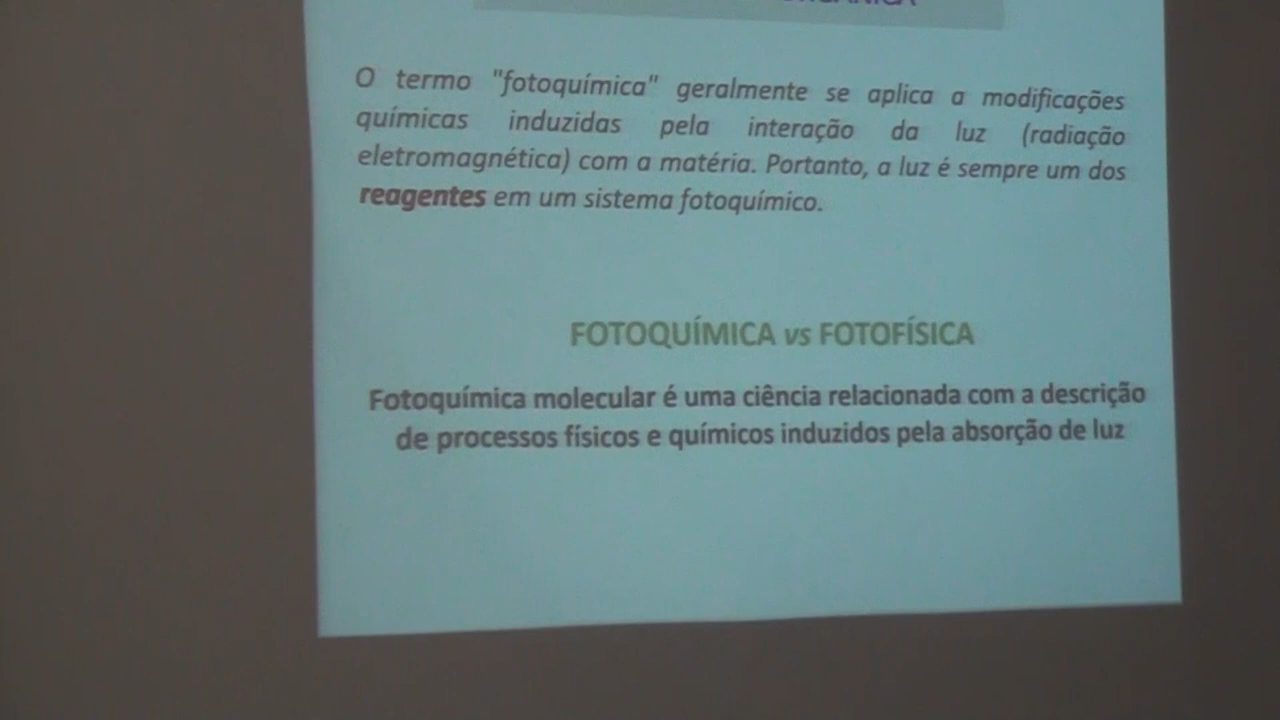 O termo "fotoquímica" geralmente se aplica a modificações
químicas induzidas pela interação da luz (radiação
eletromagnética) com a matéria. Portanto, a luz é sempre um dos
reagentes em um sistema fotoquímico.
FOTOQUÍMICA vs FOTOFÍSICA
Fotoquímica molecular é uma ciência relacionada com a descrição
de processos físicos e químicos induzidos pela absorção de luz